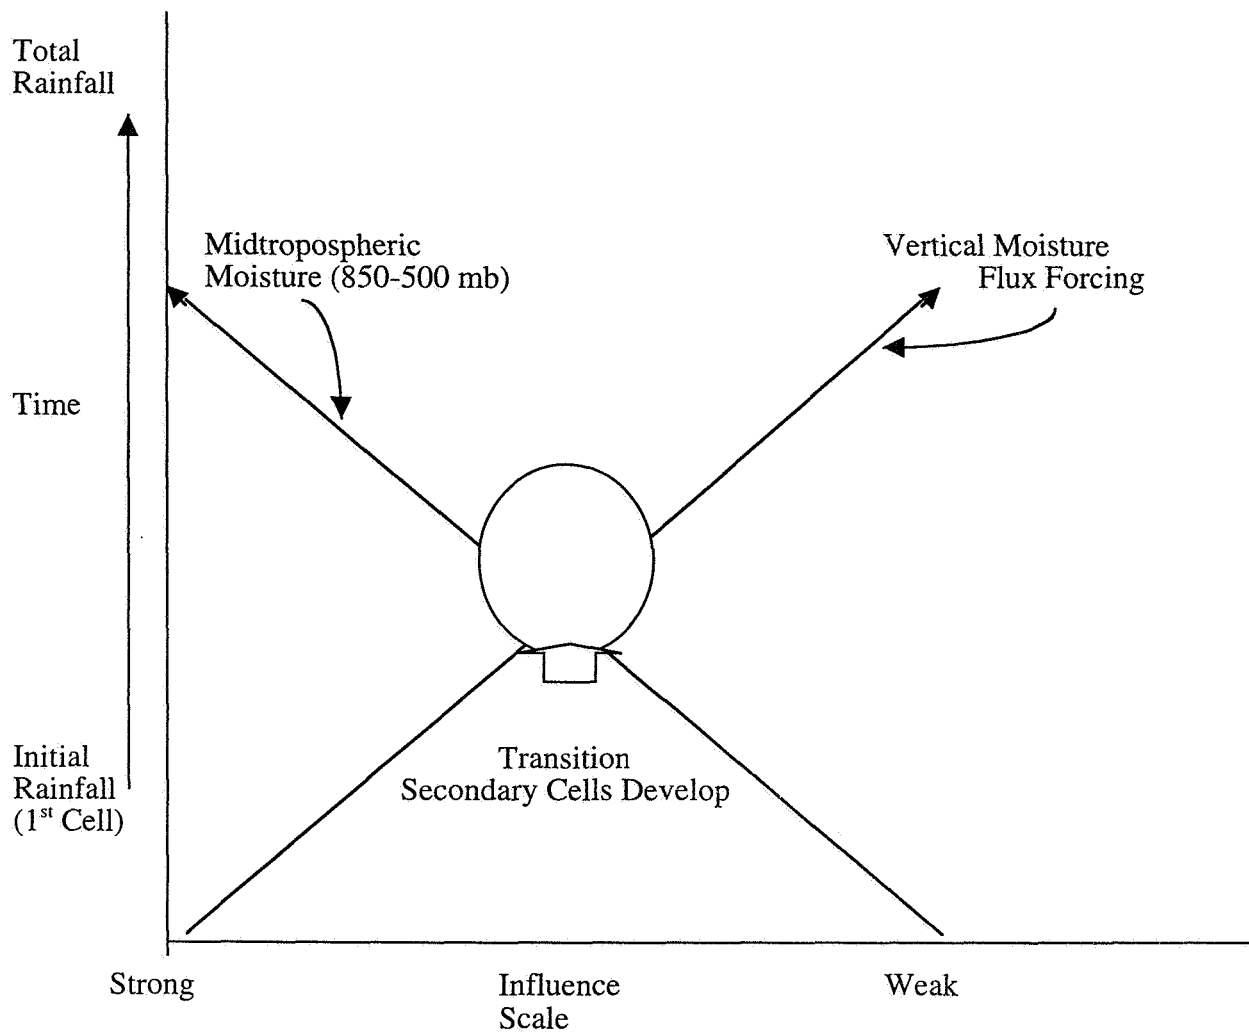 Total
Rainfall
Midtropospheric
Moisture (850-500 mb)
Vertical Moisture
Flux Forcing
Time
Initial
Rainfall
(1st Cell)
Transition
Secondary Cells Develop
Strong
Influence
Scale
Weak